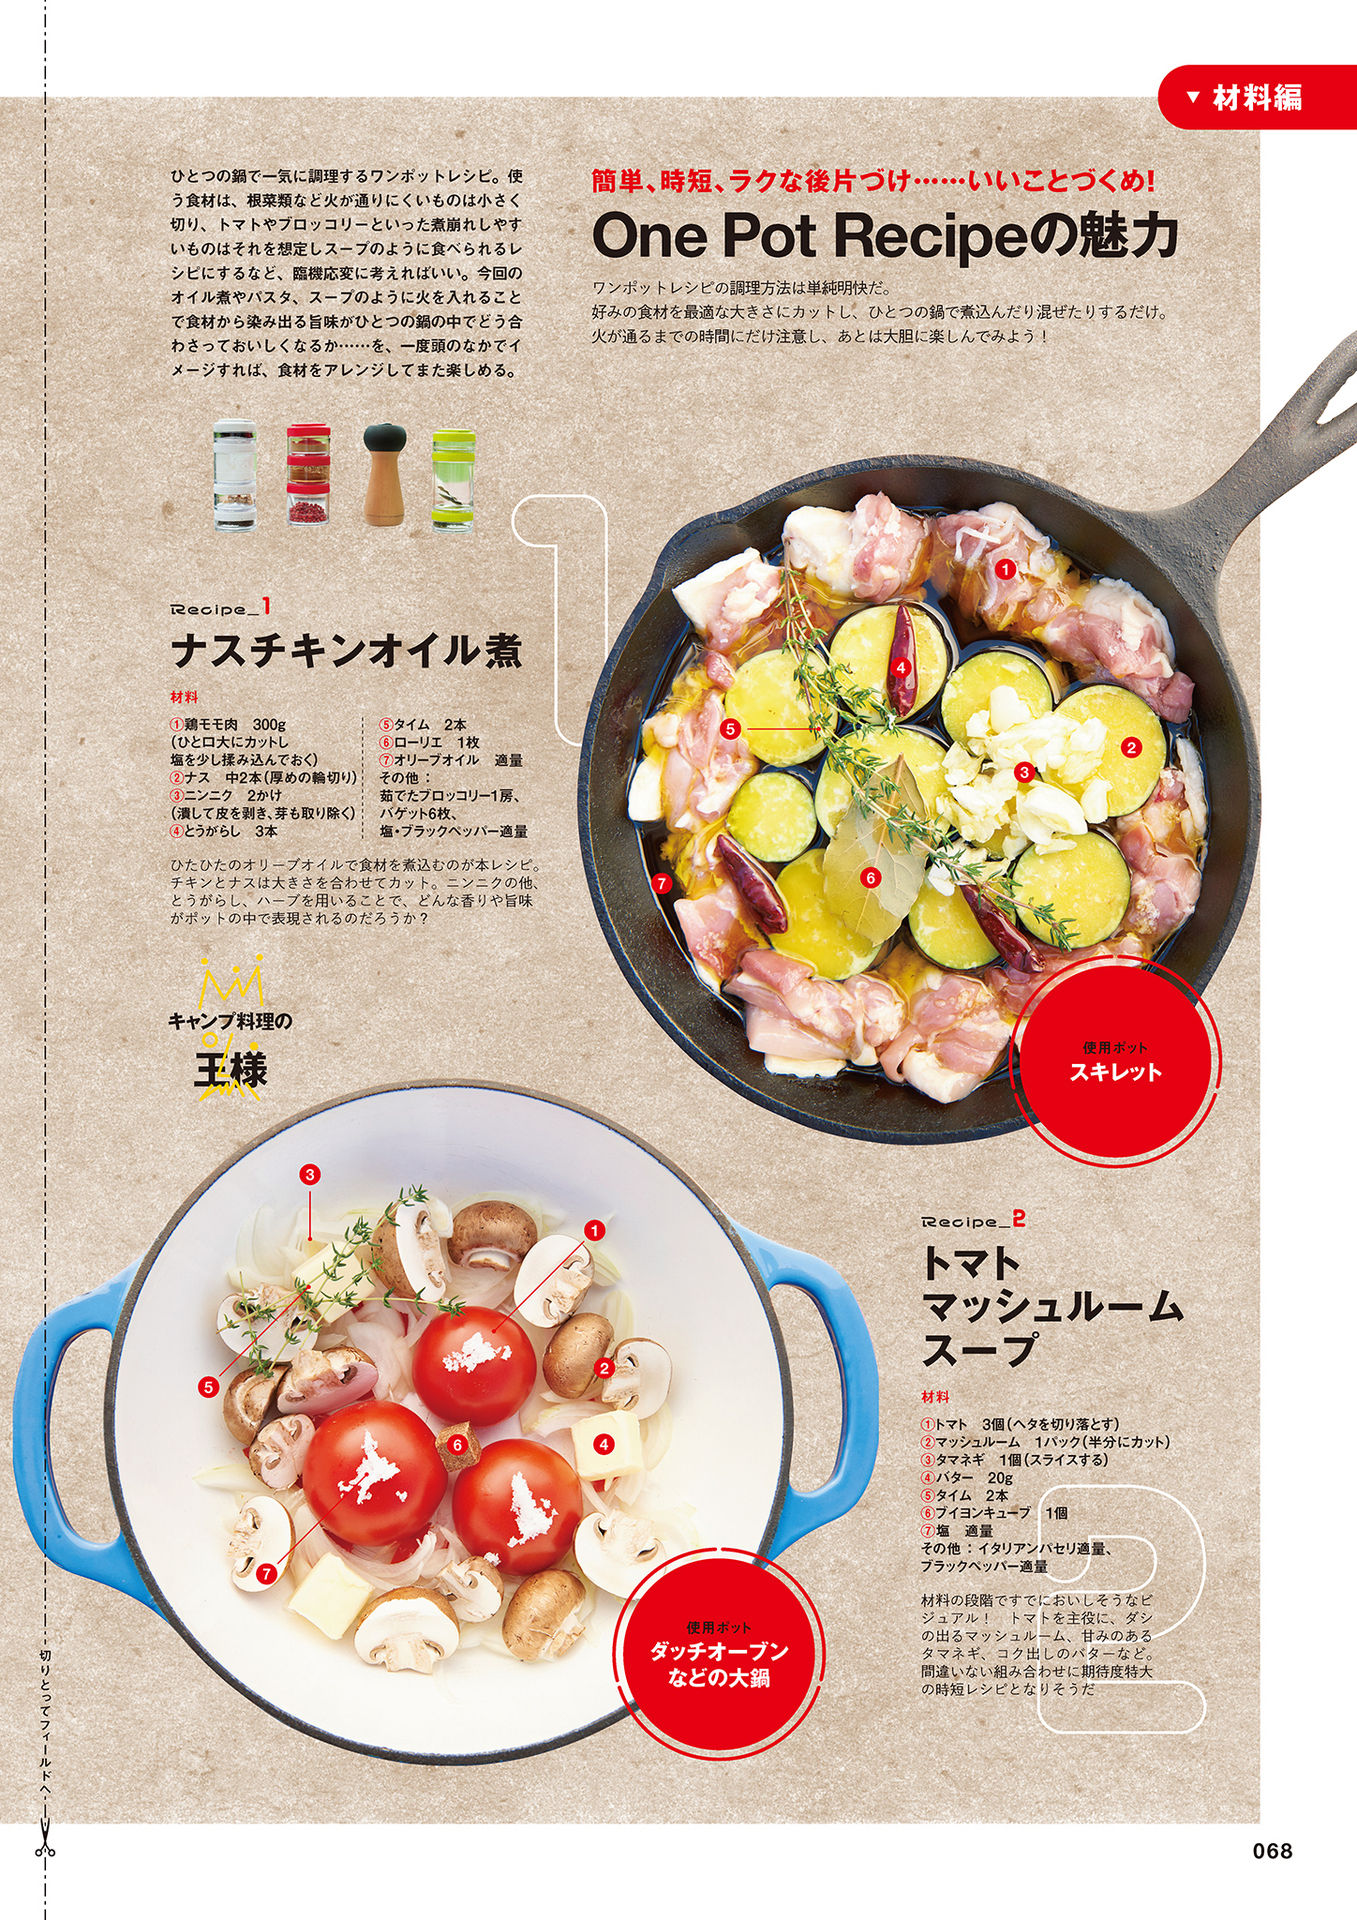 ▼ 材料編
ひとつの鍋で一気に調理するワンポットレシピ。使
う食材は、根菜類など火が通りにくいものは小さく
切り、トマトやブロッコリーといった煮崩れしやす
いものはそれを想定しスープのように食べられるレ
シピにするなど、臨機応変に考えればいい。今回の
オイル煮やパスタ、スープのように火を入れること
で食材から染み出る旨味がひとつの鍋の中でどう合
わさっておいしくなるか……を、一度頭のなかでイ
メージすれば、食材をアレンジしてまた楽しめる。
簡単、時短、ラクな後片づけ……いいことづくめ！
One Pot Recipeの魅力
ワンポットレシピの調理方法は単純明快だ。
好みの食材を最適な大きさにカットし、ひとつの鍋で煮込んだり混ぜたりするだけ。
火が通るまでの時間にだけ注意し、あとは大胆に楽しんでみよう！
1
Recipe_1
ナスチキンオイル煮
材料
①鶏モモ肉　300g
（ひと口大にカットし
塩を少し揉み込んでおく）
②ナス　中2本（厚めの輪切り）
③ニンニク　2かけ
（潰して皮を剥き、芽も取り除く）
④とうがらし　3本
⑤タイム　2本
⑥ローリエ　1枚
⑦オリーブオイル　適量
その他：
茹でたブロッコリー1房、
バゲット6枚、
塩・ブラックペッパー適量
ひたひたのオリーブオイルで食材を煮込むのが本レシピ。
チキンとナスは大きさを合わせてカット。ニンニクの他、
とうがらし、ハーブを用いることで、どんな香りや旨味
がポットの中で表現されるのだろうか？
1
4
5
2
3
6
7
使用ポット
スキレット
キャンプ料理の
王様
3
1
2
5
6
4
7
使用ポット
ダッチオーブン
などの大鍋
Recipe_2
トマト
マッシュルーム
スープ
材料
①トマト　3個（ヘタを切り落とす）
②マッシュルーム　1パック（半分にカット）
③タマネギ　1個（スライスする）
④バター　20g
⑤タイム　2本
⑥ブイヨンキューブ　1個
⑦塩　適量
その他：イタリアンパセリ適量、
ブラックペッパー適量
2
材料の段階ですでにおいしそうなビ
ジュアル！　トマトを主役に、ダシ
の出るマッシュルーム、甘みのある
タマネギ、コク出しのバターなど。
間違いない組み合わせに期待度特大
の時短レシピとなりそうだ
切りとってフィールドへ
068